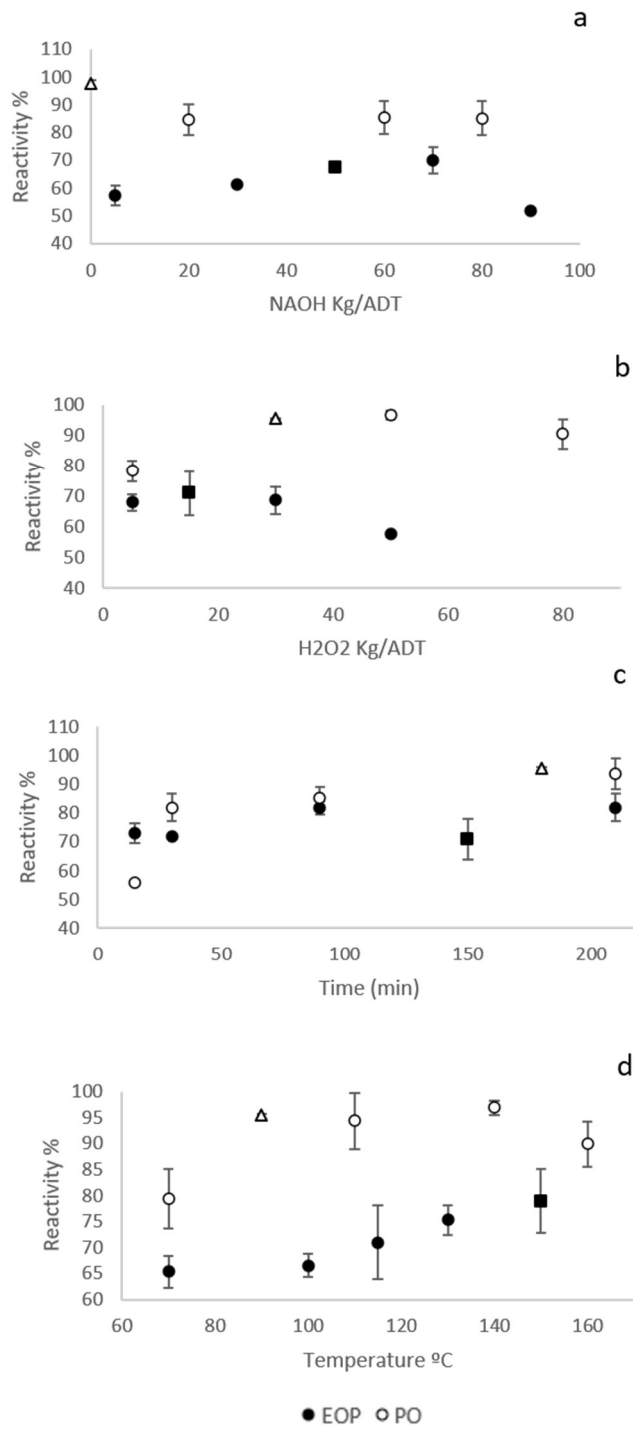 a
110
100
90
80
70
60
50
40
Reactivity %
0 20 40 60 80 100
NAOH Kg/ADT
b
100
90
80
70
60
50
40
Reactivity %
0 20 40 60 80
H2O2 Kg/ADT
c
110
100
90
80
70
60
50
40
Reactivity %
0 50 100 150 200
Time (min)
d
100
95
90
85
80
75
70
65
60
Reactivity %
60 80 100 120 140 160
Temperature ºC
EOP PO